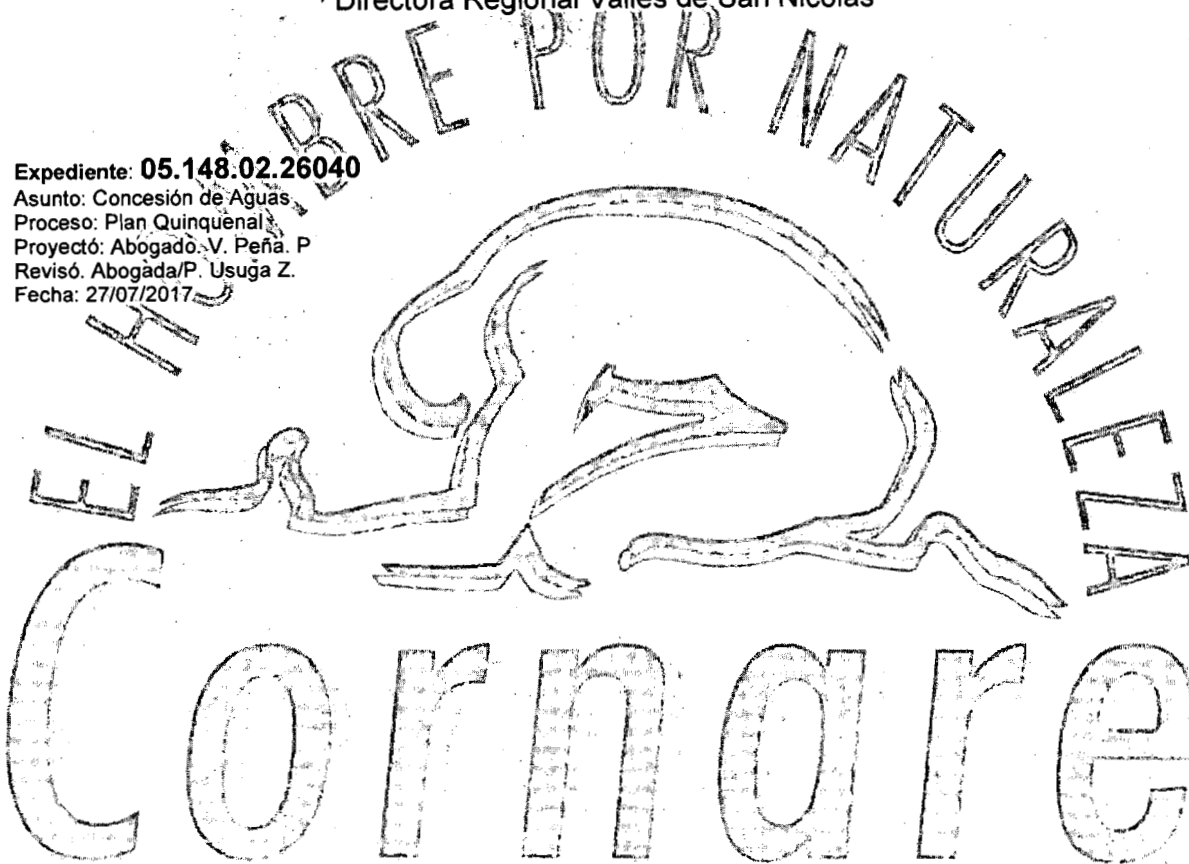 Directora Regional Valles de San Nicolás
EL HOMBRE POR NATURALEZA
Expediente: 05.148.02.26040
Asunto: Concesión de Aguas
Proceso: Plan Quinquenal
Proyectó: Abogado. V. Peña. P
Revisó. Abogada/P. Usuga Z.
Fecha: 27/07/2017
Cornare